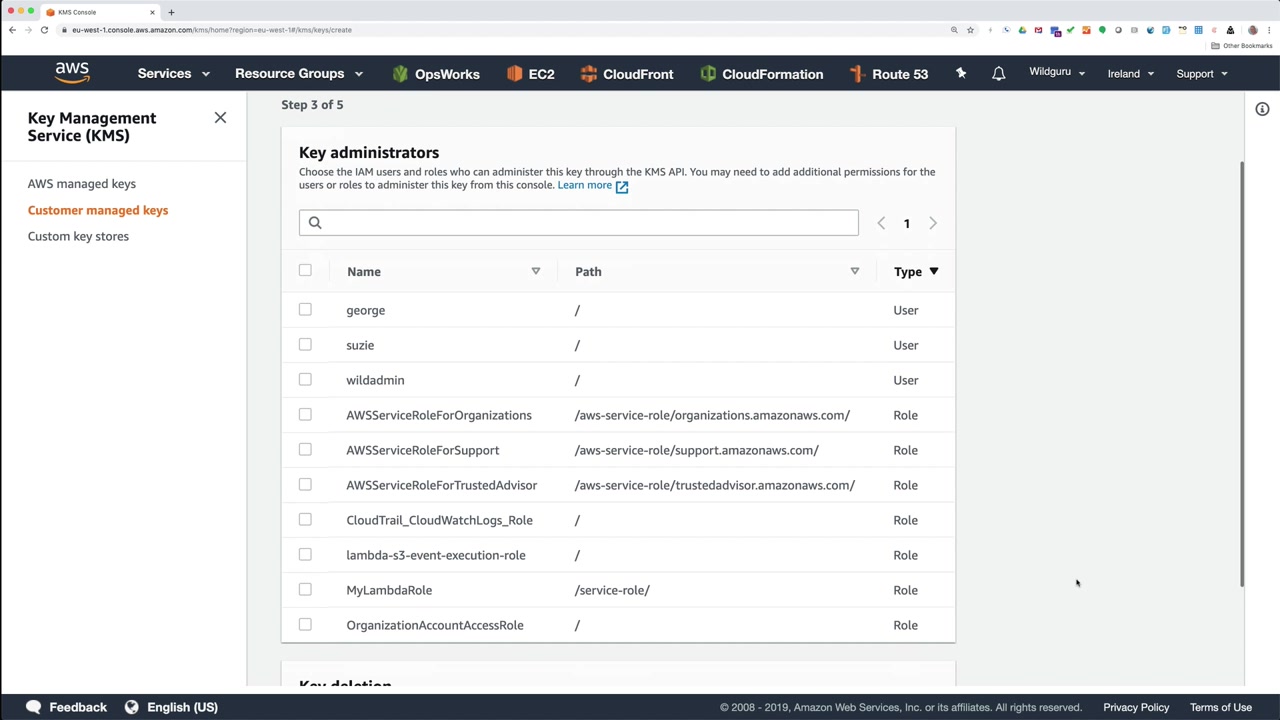 KMS Console
eu-west-1.console.aws.amazon.com/kms/home?region=eu-west-1#/kms/keys/create
Other Bookmarks
aws
Services
Resource Groups
OpsWorks
EC2
CloudFront
CloudFormation
Route 53
Wildguru
Ireland
Support
Key Management
Service (KMS)
AWS managed keys
Customer managed keys
Custom key stores
Step 3 of 5
Key administrators
Choose the IAM users and roles who can administer this key through the KMS API. You may need to add additional permissions for the
users or roles to administer this key from this console. Learn more
1
Name Path Type
george / User
suzie / User
wildadmin / User
AWSServiceRoleForOrganizations /aws-service-role/organizations.amazonaws.com/ Role
AWSServiceRoleForSupport /aws-service-role/support.amazonaws.com/ Role
AWSServiceRoleForTrustedAdvisor /aws-service-role/trustedadvisor.amazonaws.com/ Role
CloudTrail_CloudWatchLogs_Role / Role
lambda-s3-event-execution-role / Role
MyLambdaRole /service-role/ Role
OrganizationAccountAccessRole / Role
Key deletion
Feedback
English (US)
© 2008 - 2019, Amazon Web Services, Inc. or its affiliates. All rights reserved.
Privacy Policy
Terms of Use